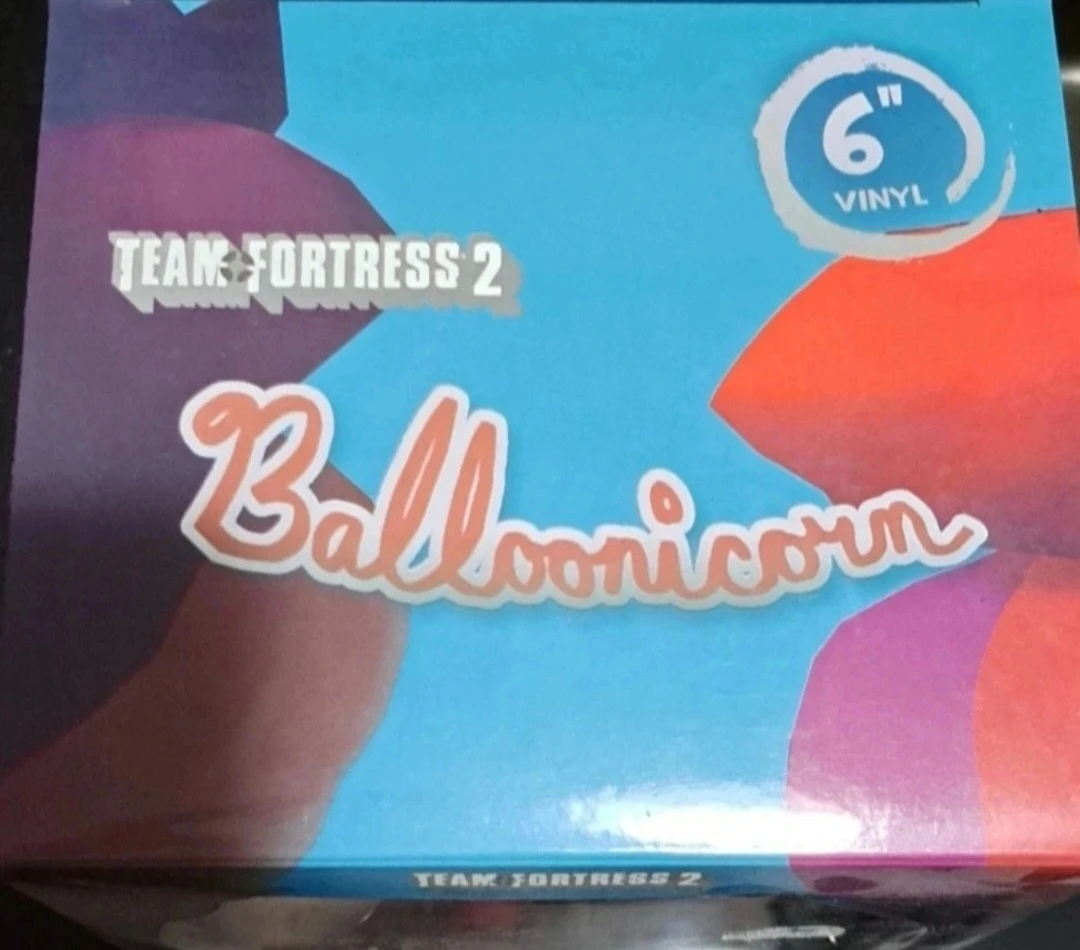 6"
VINYL
TEAM FORTRESS 2
Balloonicorn
TEAM FORTRESS 2